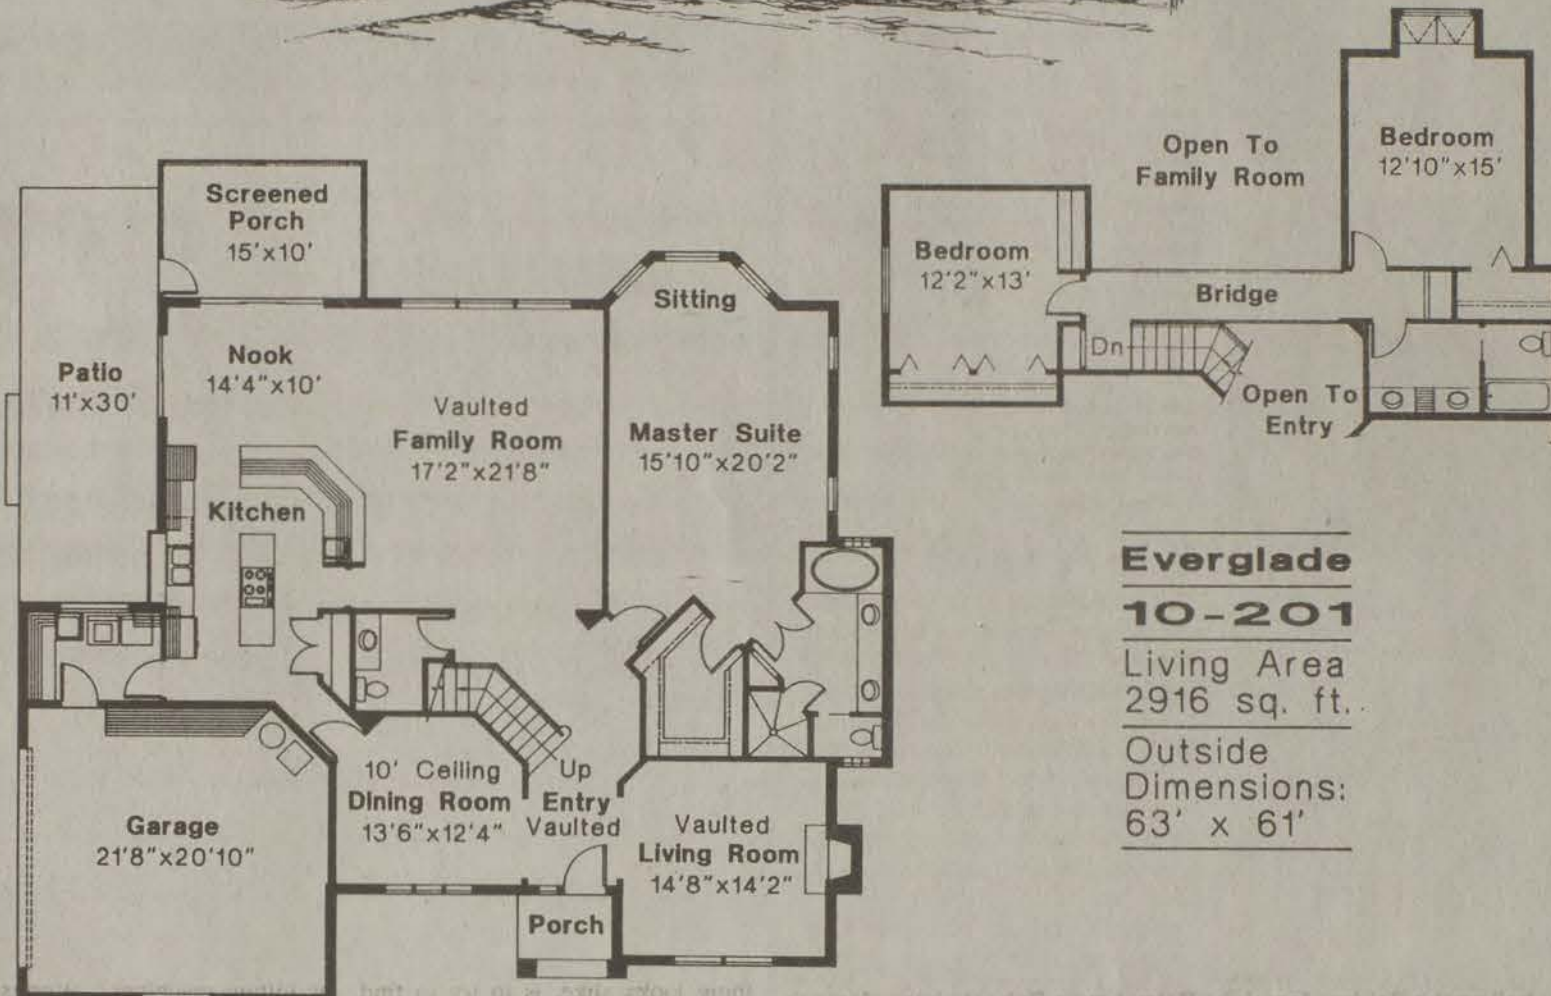 Screened
Porch
15'x10'
Patio
11'x30'
Nook
14'4"x10'
Vaulted
Family Room
17'2"x21'8"
Sitting
Master Suite
15'10"x20'2"
Kitchen
Garage
21'8"x20'10"
10' Ceiling
Dining Room
13'6"x12'4"
Up
Entry
Vaulted
Vaulted
Living Room
14'8"x14'2"
Porch
Open To
Family Room
Bedroom
12'10"x15'
Bedroom
12'2"x13'
Bridge
Dn
Open To
Entry
Everglade
10-201
Living Area
2916 sq. ft.
Outside
Dimensions:
63' x 61'